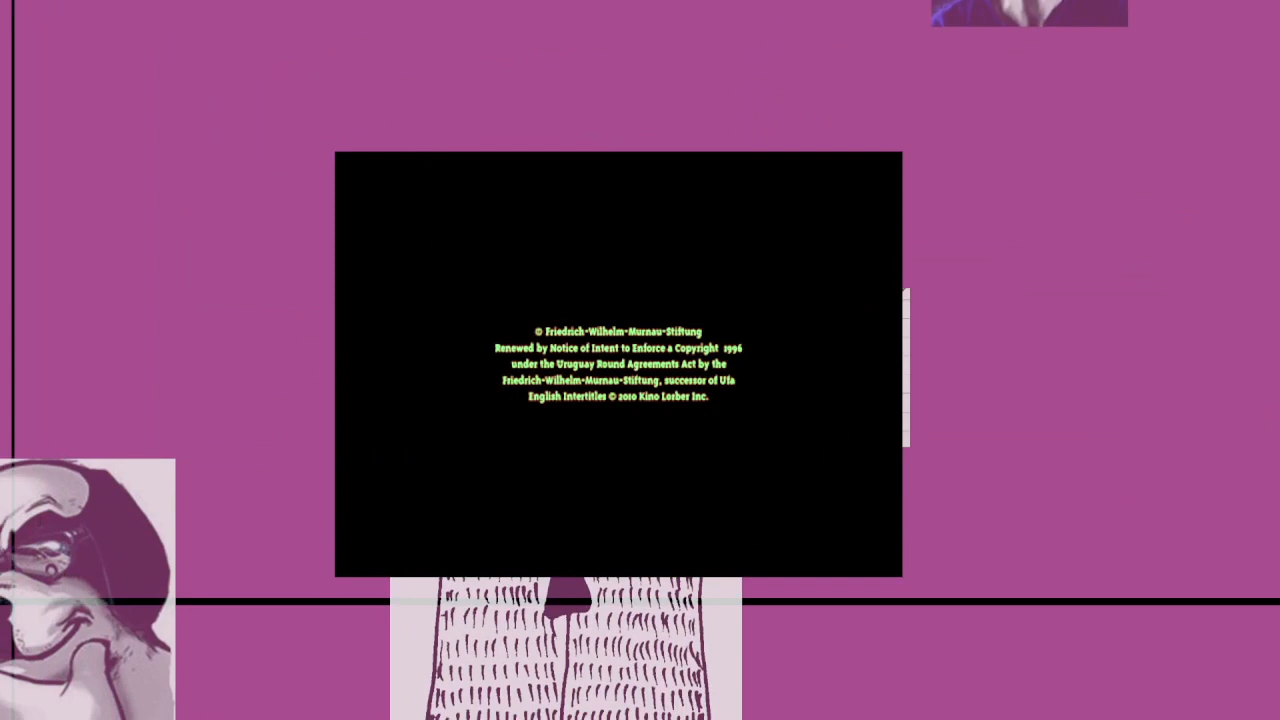 © Friedrich-Wilhelm-Murnau-Stiftung
Renewed by Notice of Intent to Enforce a Copyright 1996
under the Uruguay Round Agreements Act by the
Friedrich-Wilhelm-Murnau-Stiftung, successor of Ufa
English Intertitles © 2010 Kino Lorber Inc.